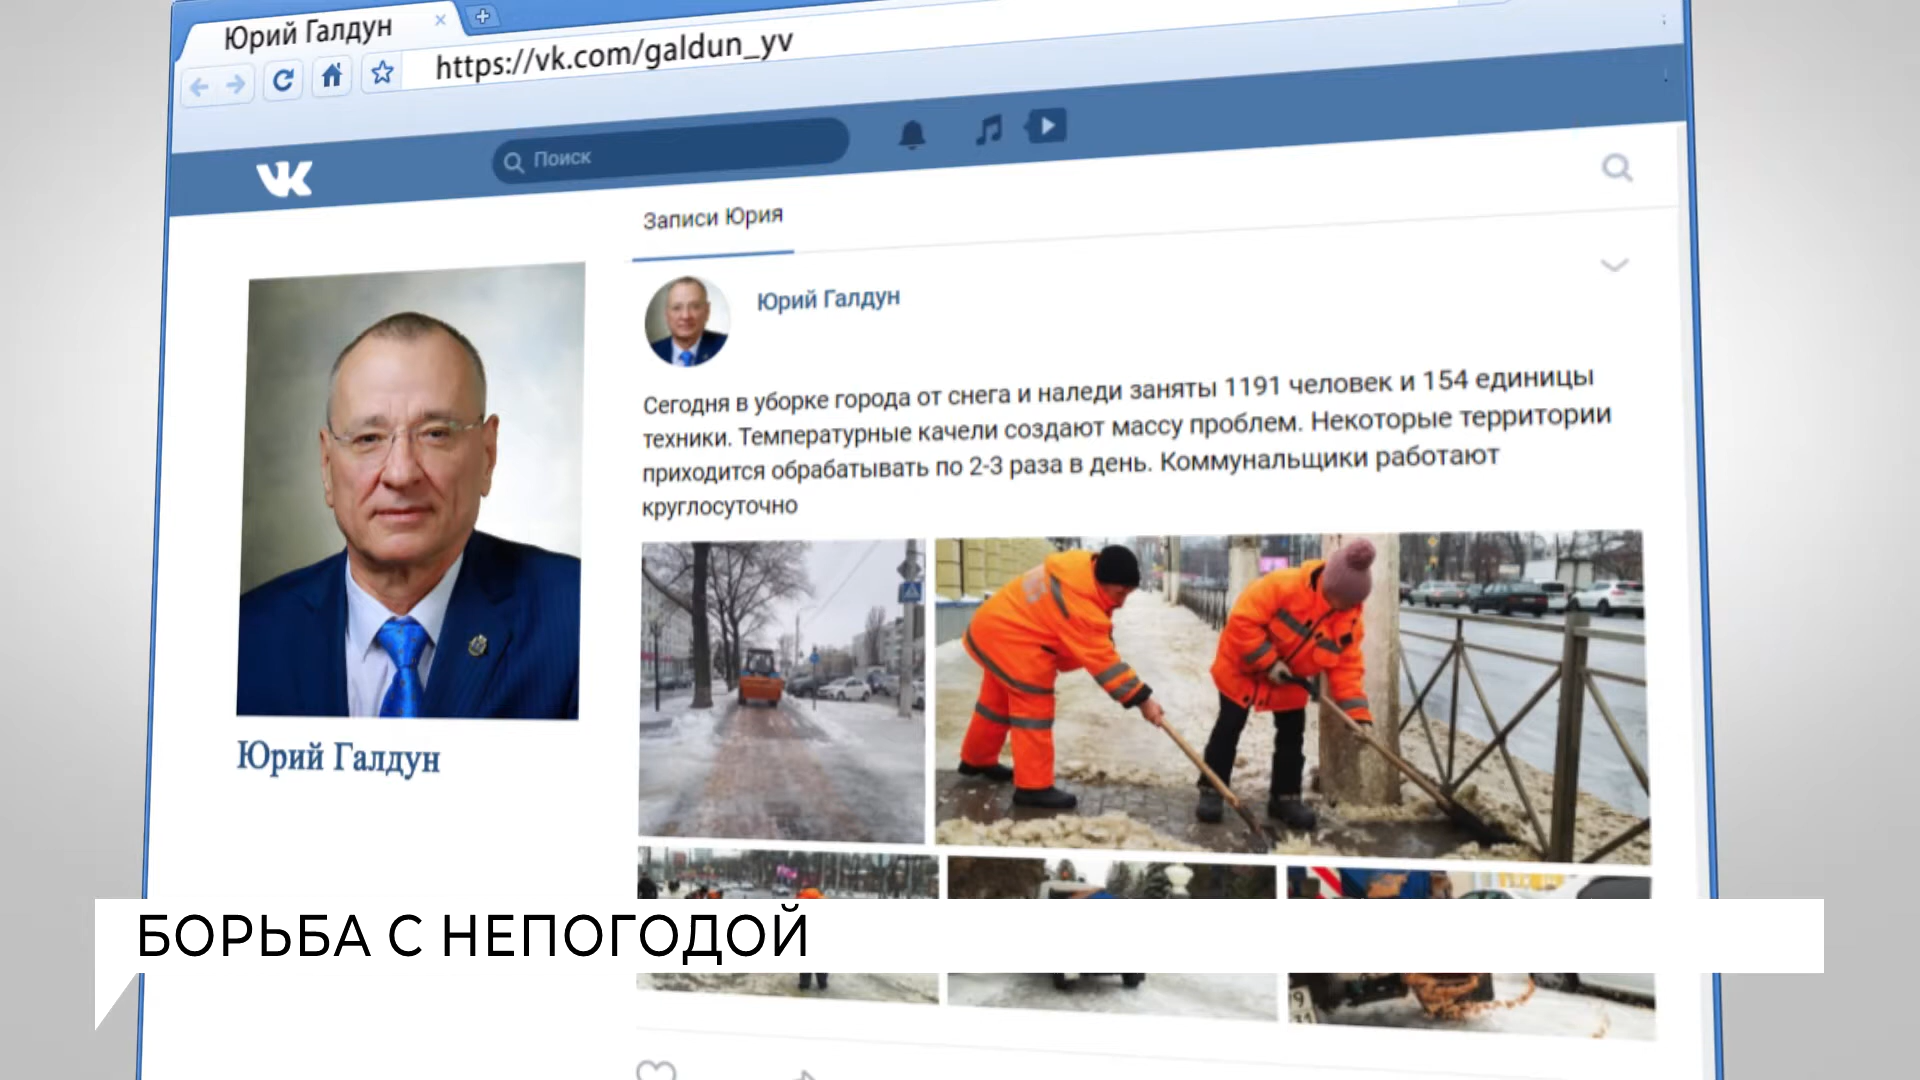 Юрий Галдун
https://vk.com/galdun_yv
Поиск
Записи Юрия
Юрий Галдун
Сегодня в уборке города от снега и наледи заняты 1191 человек и 154 единицы
техники. Температурные качели создают массу проблем. Некоторые территории
приходится обрабатывать по 2-3 раза в день. Коммунальщики работают
круглосуточно
Юрий Галдун
БОРЬБА С НЕПОГОДОЙ